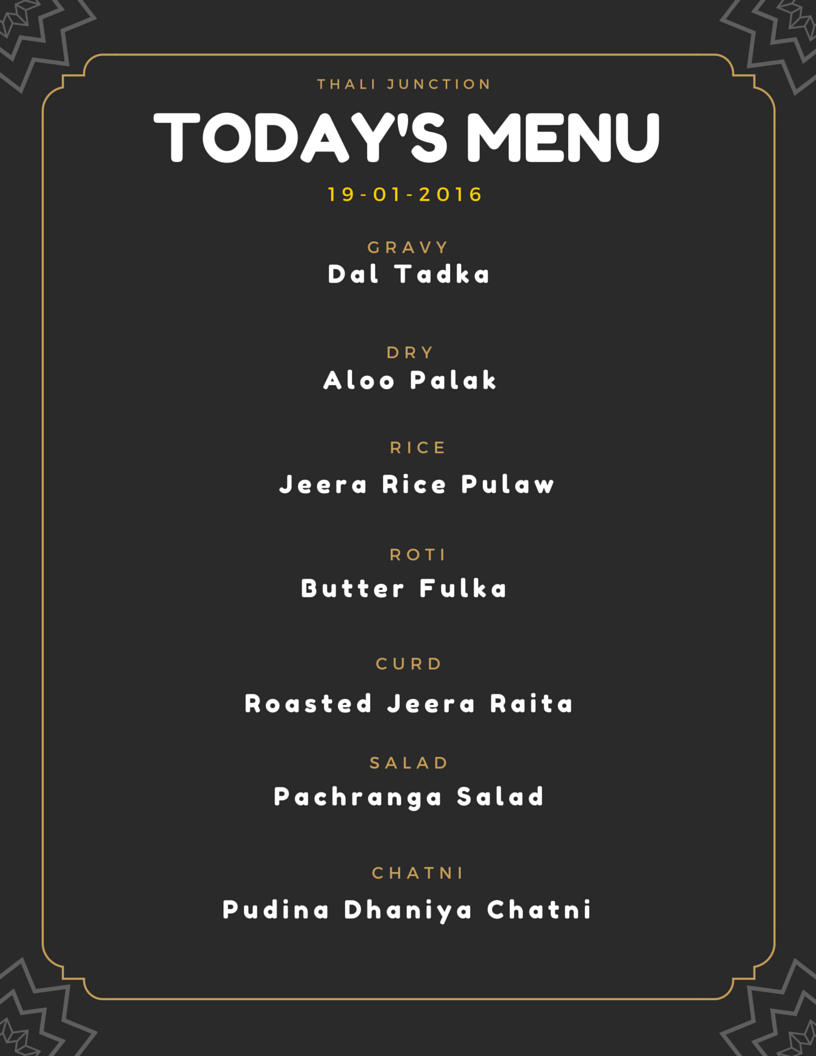 THALI JUNCTION
TODAY'S MENU
19-01-2016
GRAVY
Dal Tadka
DRY
Aloo Palak
RICE
Jeera Rice Pulaw
ROTI
Butter Fulka
CURD
Roasted Jeera Raita
SALAD
Pachranga Salad
CHATNI
Pudina Dhaniya Chatni